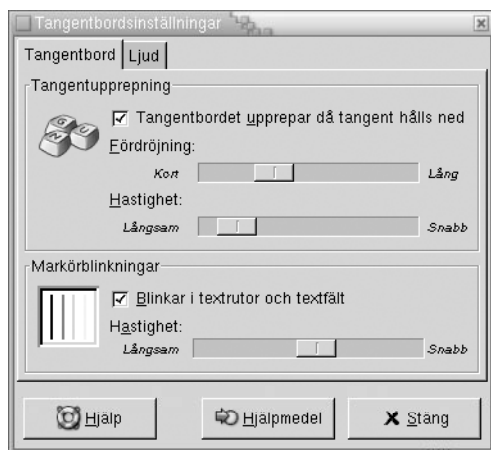 Tangentbordsinställningar
Tangentbord Ljud
Tangentupprepning
G N U
Tangentbordet upprepar då tangent hålls ned
Fördröjning:
Kort Lång
Hastighet:
Långsam Snabb
Markörblinkningar
Blinkar i textrutor och textfält
Hastighet:
Långsam Snabb
Hjälp Hjälpmedel Stäng